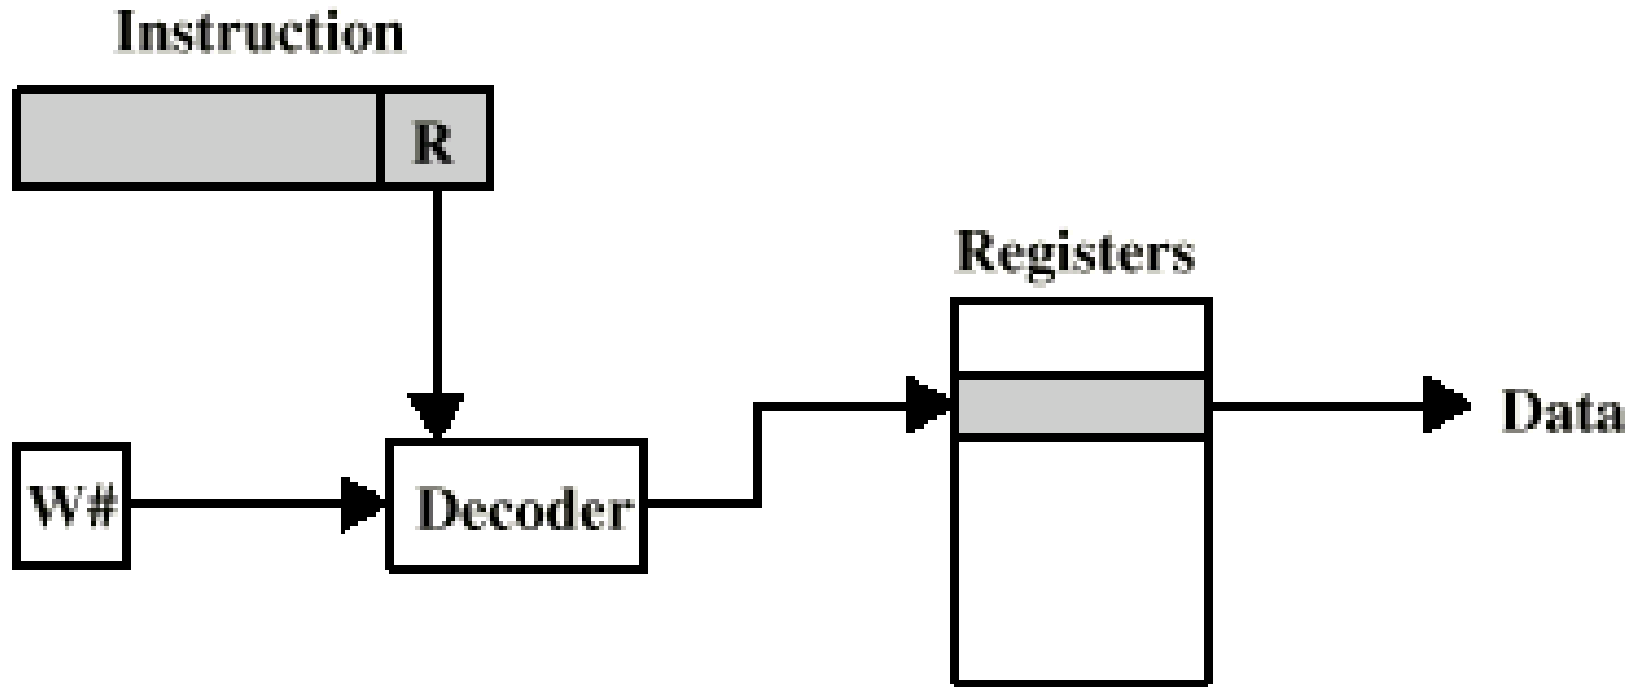 Instruction
R
Registers
Data
W#
Decoder